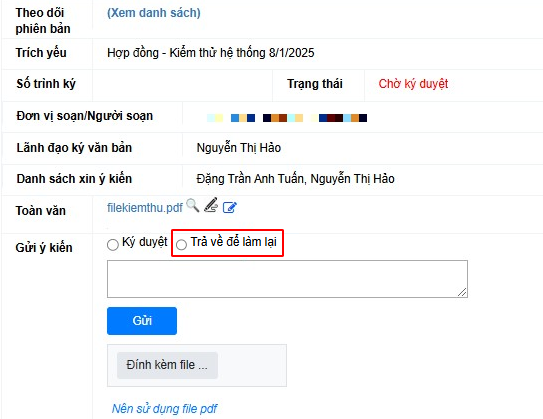 Theo dõi phiên bản (Xem danh sách)
Trích yếu Hợp đồng - Kiểm thử hệ thống 8/1/2025
Số trình ký Trạng thái Chờ ký duyệt
Đơn vị soạn/Người soạn
Lãnh đạo ký văn bản Nguyễn Thị Hảo
Danh sách xin ý kiến Đặng Trần Anh Tuấn, Nguyễn Thị Hảo
Toàn văn filekiemthu.pdf
Gửi ý kiến Ký duyệt Trả về để làm lại
Gửi
Đính kèm file ...
Nên sử dụng file pdf